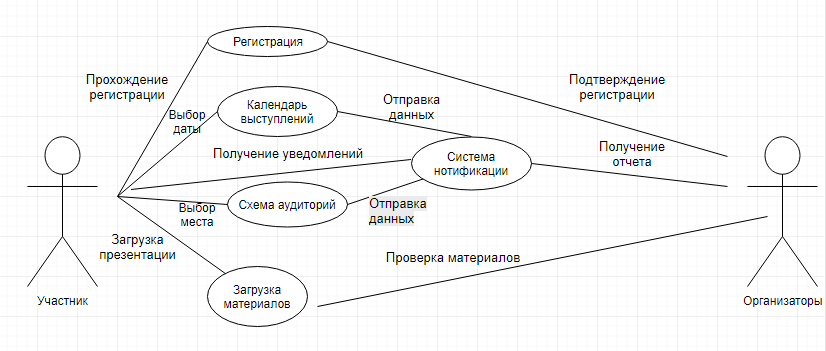 Регистрация
Прохождение
регистрации
Подтверждение
регистрации
Выбор
даты
Календарь
выступлений
Отправка
данных
Получение уведомлений
Система
нотификации
Получение
отчета
Выбор
места
Схема аудиторий
Отправка
данных
Загрузка
презентации
Проверка материалов
Загрузка
материалов
Участник
Организаторы